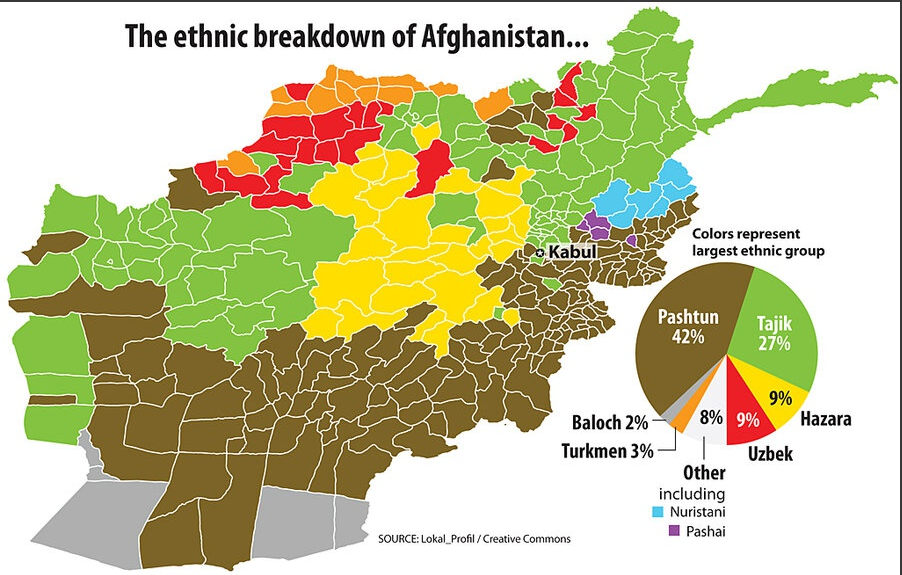 The ethnic breakdown of Afghanistan...
Kabul
Colors represent
largest ethnic group
Pashtun
42%
Tajik
27%
9%
Hazara
9%
Uzbek
8%
Baloch 2%
Turkmen 3%
Other
including
Nuristani
Pashai
SOURCE: Lokal_Profil / Creative Commons